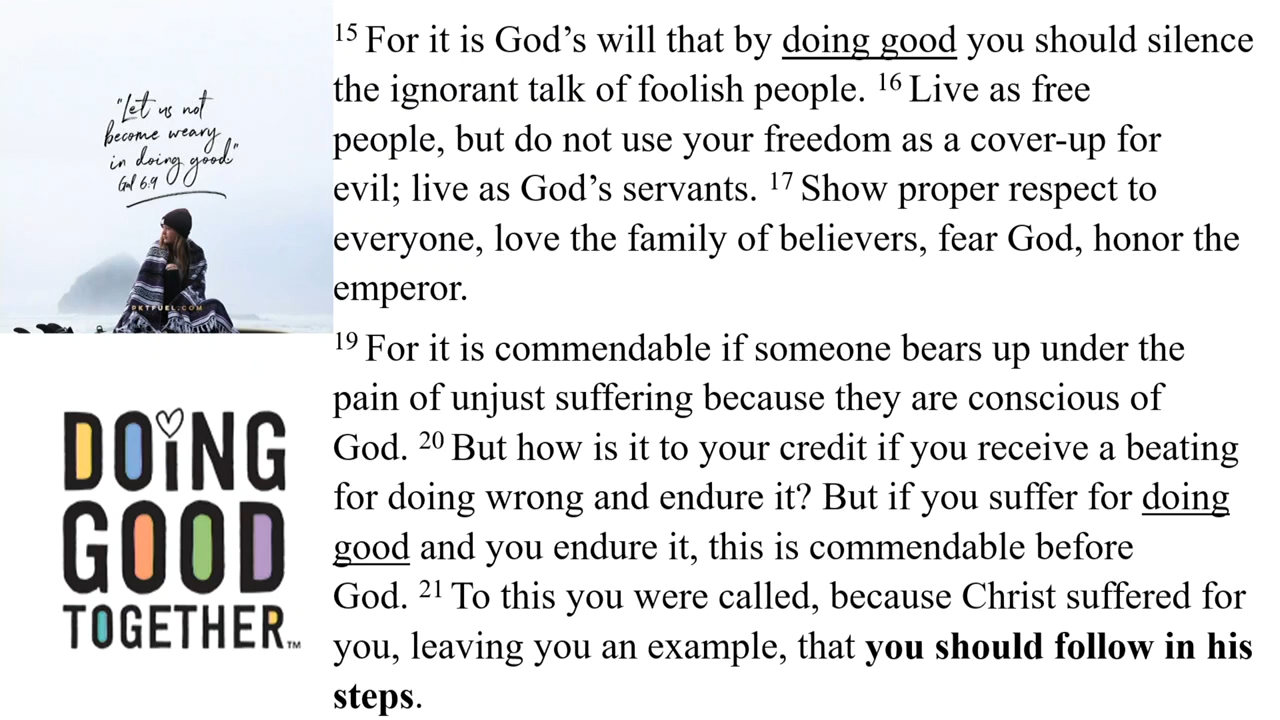 "Let us not
become weary
in doing good"
Gal 6:9
PKTFUEL.COM
DOiNG
GOOD
TOGETHER™
15 For it is God’s will that by doing good you should silence
the ignorant talk of foolish people. 16 Live as free
people, but do not use your freedom as a cover-up for
evil; live as God’s servants. 17 Show proper respect to
everyone, love the family of believers, fear God, honor the
emperor.
19 For it is commendable if someone bears up under the
pain of unjust suffering because they are conscious of
God. 20 But how is it to your credit if you receive a beating
for doing wrong and endure it? But if you suffer for doing
good and you endure it, this is commendable before
God. 21 To this you were called, because Christ suffered for
you, leaving you an example, that you should follow in his
steps.